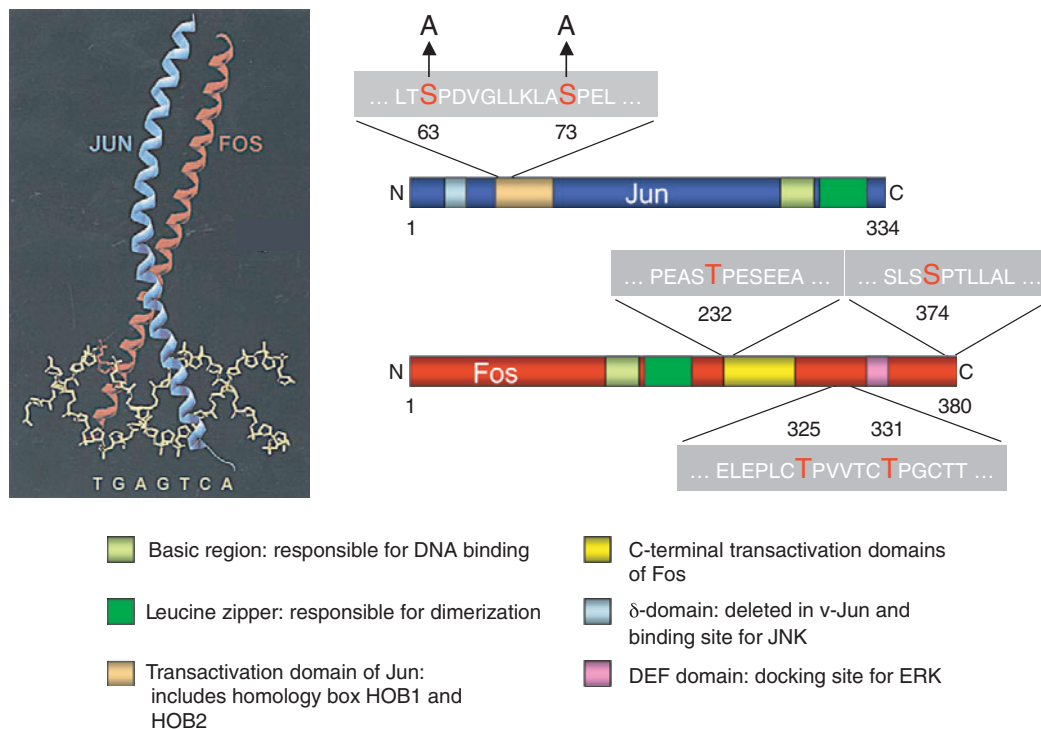 JUN
FOS
T G A G T C A
A A
... LTSPDVGLLKLASPEL ...
63 73
N Jun C
1 334
... PEASTPESEEA ... ... SLSSPTLLAL ...
232 374
N Fos C
1 380
325 331
... ELEPLCTPVVTCTPGCTT ...
Basic region: responsible for DNA binding
Leucine zipper: responsible for dimerization
Transactivation domain of Jun:
includes homology box HOB1 and
HOB2
C-terminal transactivation domains
of Fos
δ-domain: deleted in v-Jun and
binding site for JNK
DEF domain: docking site for ERK